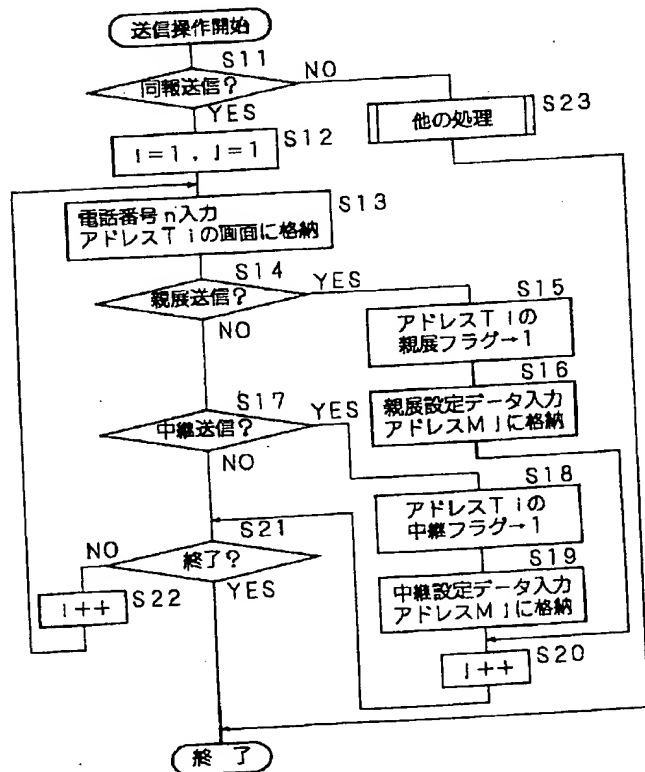 送信操作開始
S11
同報送信?
NO
YES
S23
他の処理
S12
i=1, J=1
S13
電話番号n入力
アドレスTiの画面に格納
S14
親展送信?
YES
NO
S15
アドレスTiの
親展フラグ→1
S16
親展設定データ入力
アドレスMJに格納
S17
中継送信?
YES
NO
S18
アドレスTiの
中継フラグ→1
S19
中継設定データ入力
アドレスMJに格納
S20
J++
S21
終了?
NO
YES
S22
i++
終了